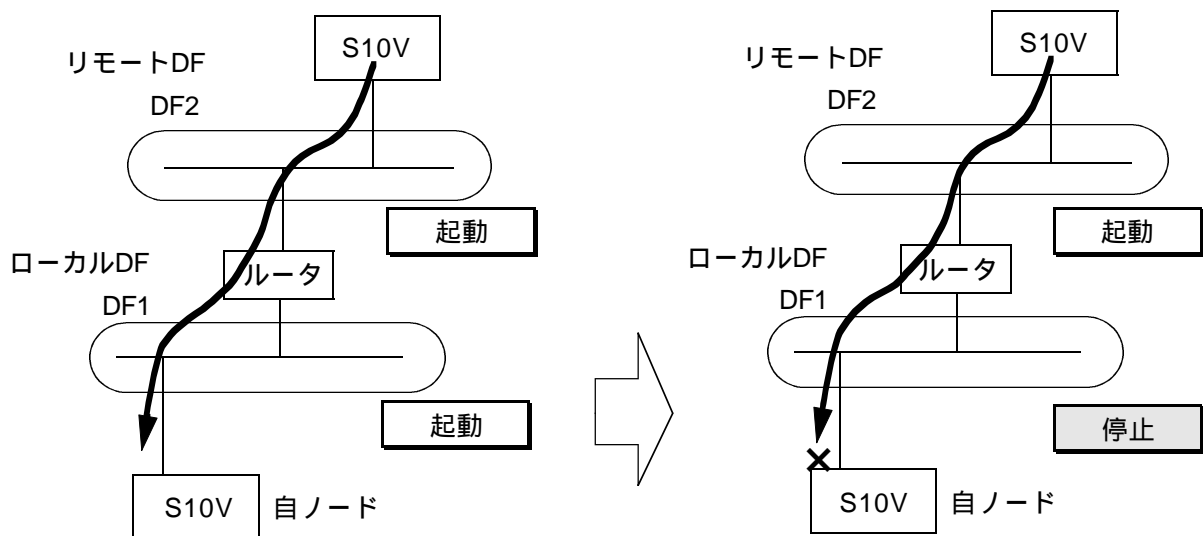 S10V
リモートDF
DF2
起動
ローカルDF
ルータ
DF1
起動
S10V
自ノード
S10V
リモートDF
DF2
起動
ローカルDF
ルータ
DF1
停止
S10V
自ノード